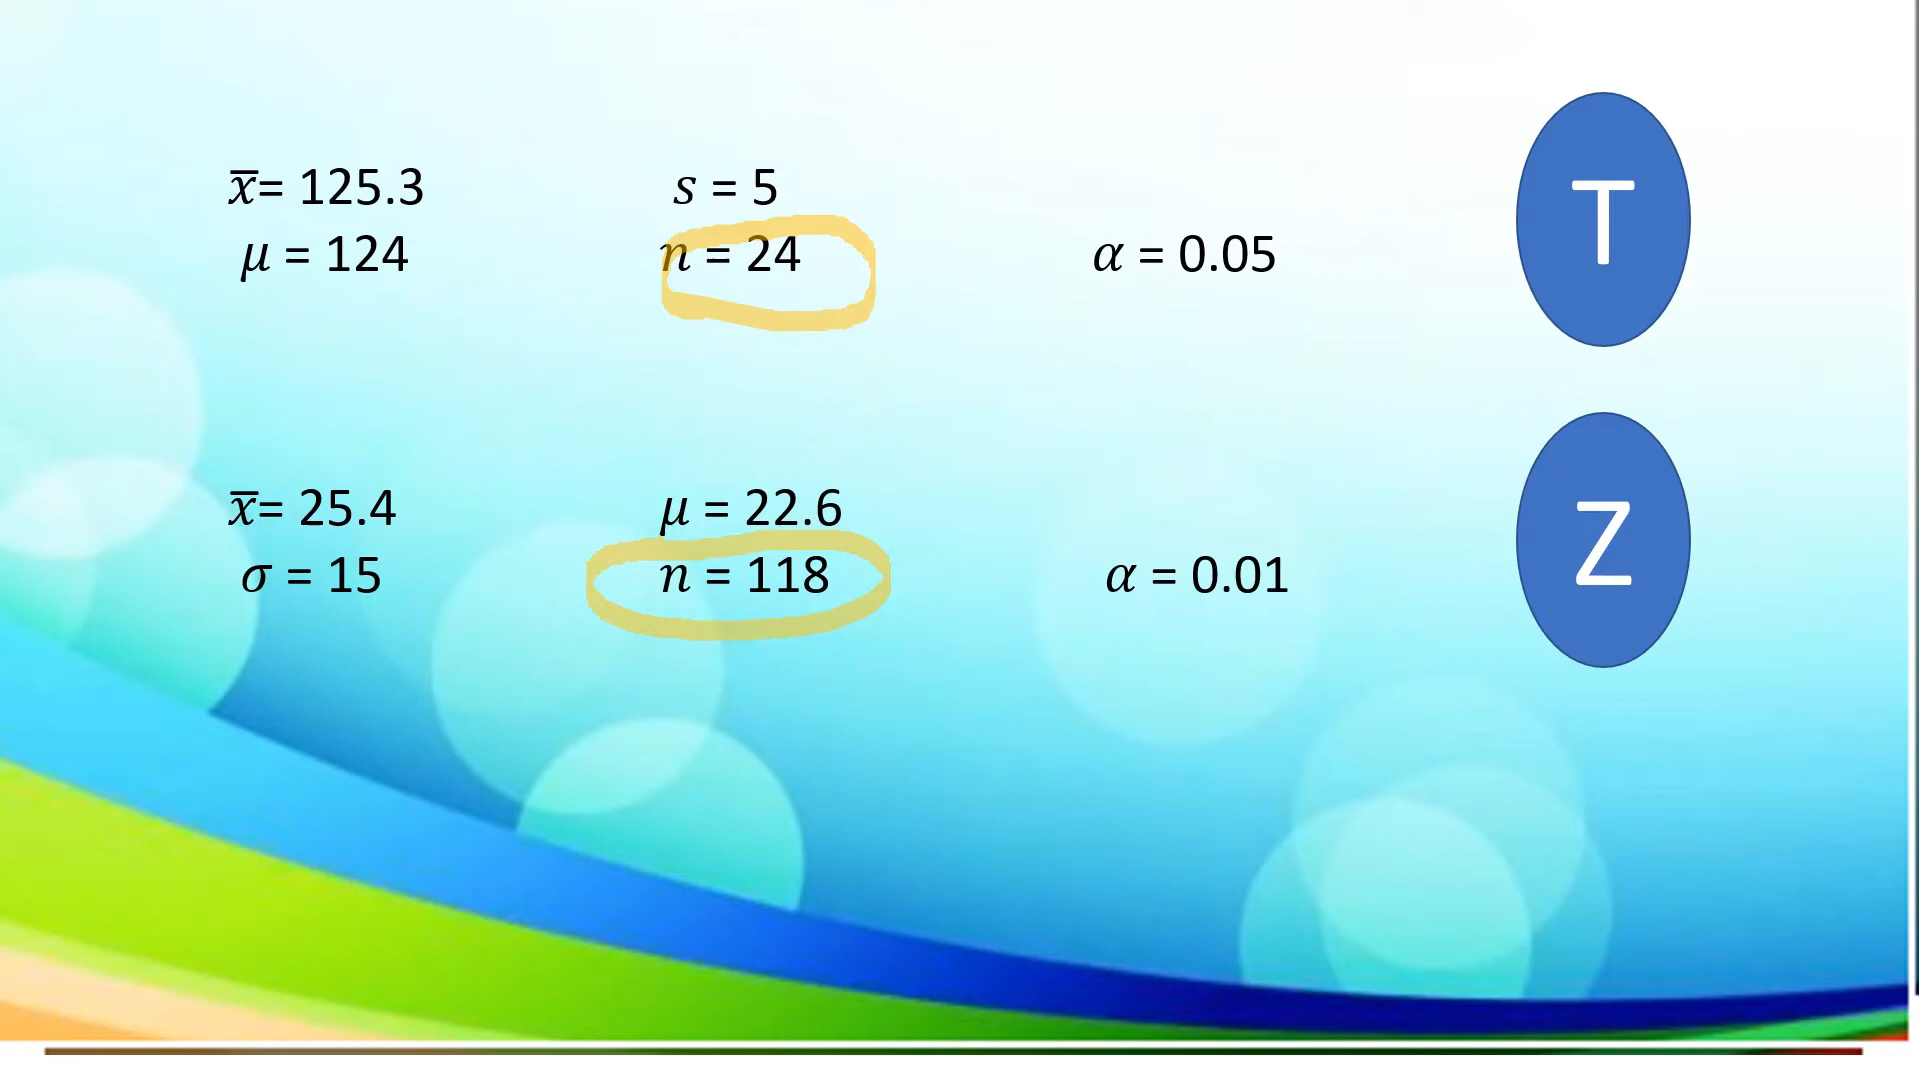 x̅= 125.3
s = 5
μ = 124
n = 24
α = 0.05
T
x̅= 25.4
μ = 22.6
σ = 15
n = 118
α = 0.01
Z